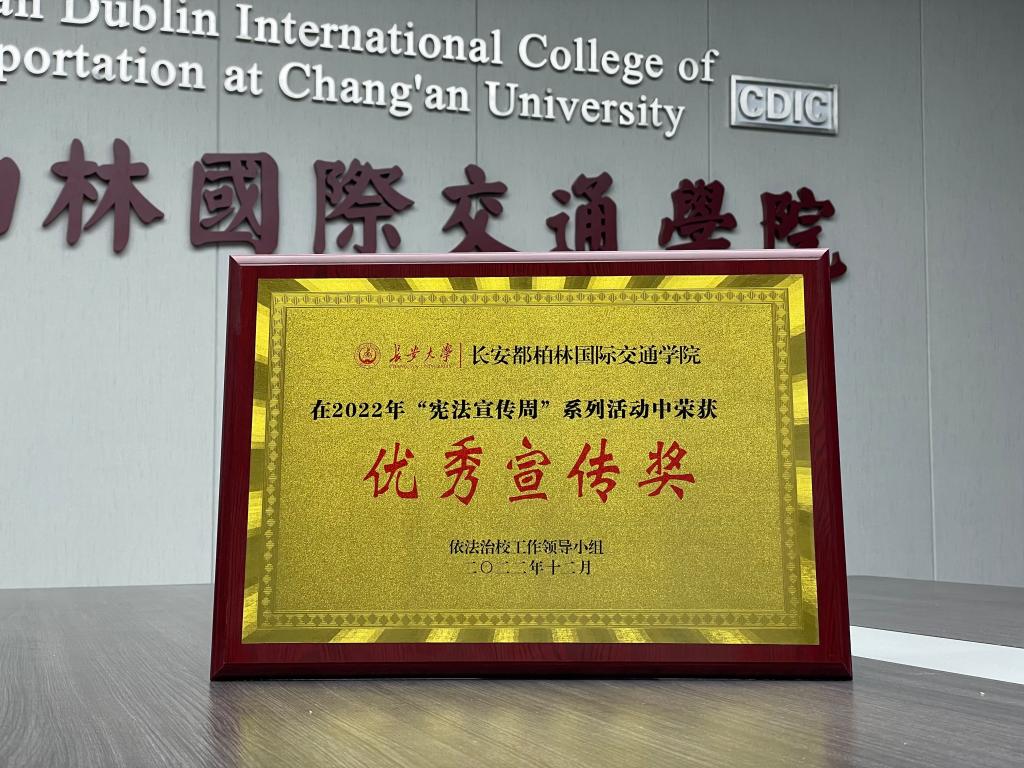 an Dublin International College of
portation at Chang'an University
CDIC
柏林國際交通學院
长安大学 长安都柏林国际交通学院
在2022年“宪法宣传周”系列活动中荣获
优秀宣传奖
依法治校工作领导小组
二〇二二年十二月